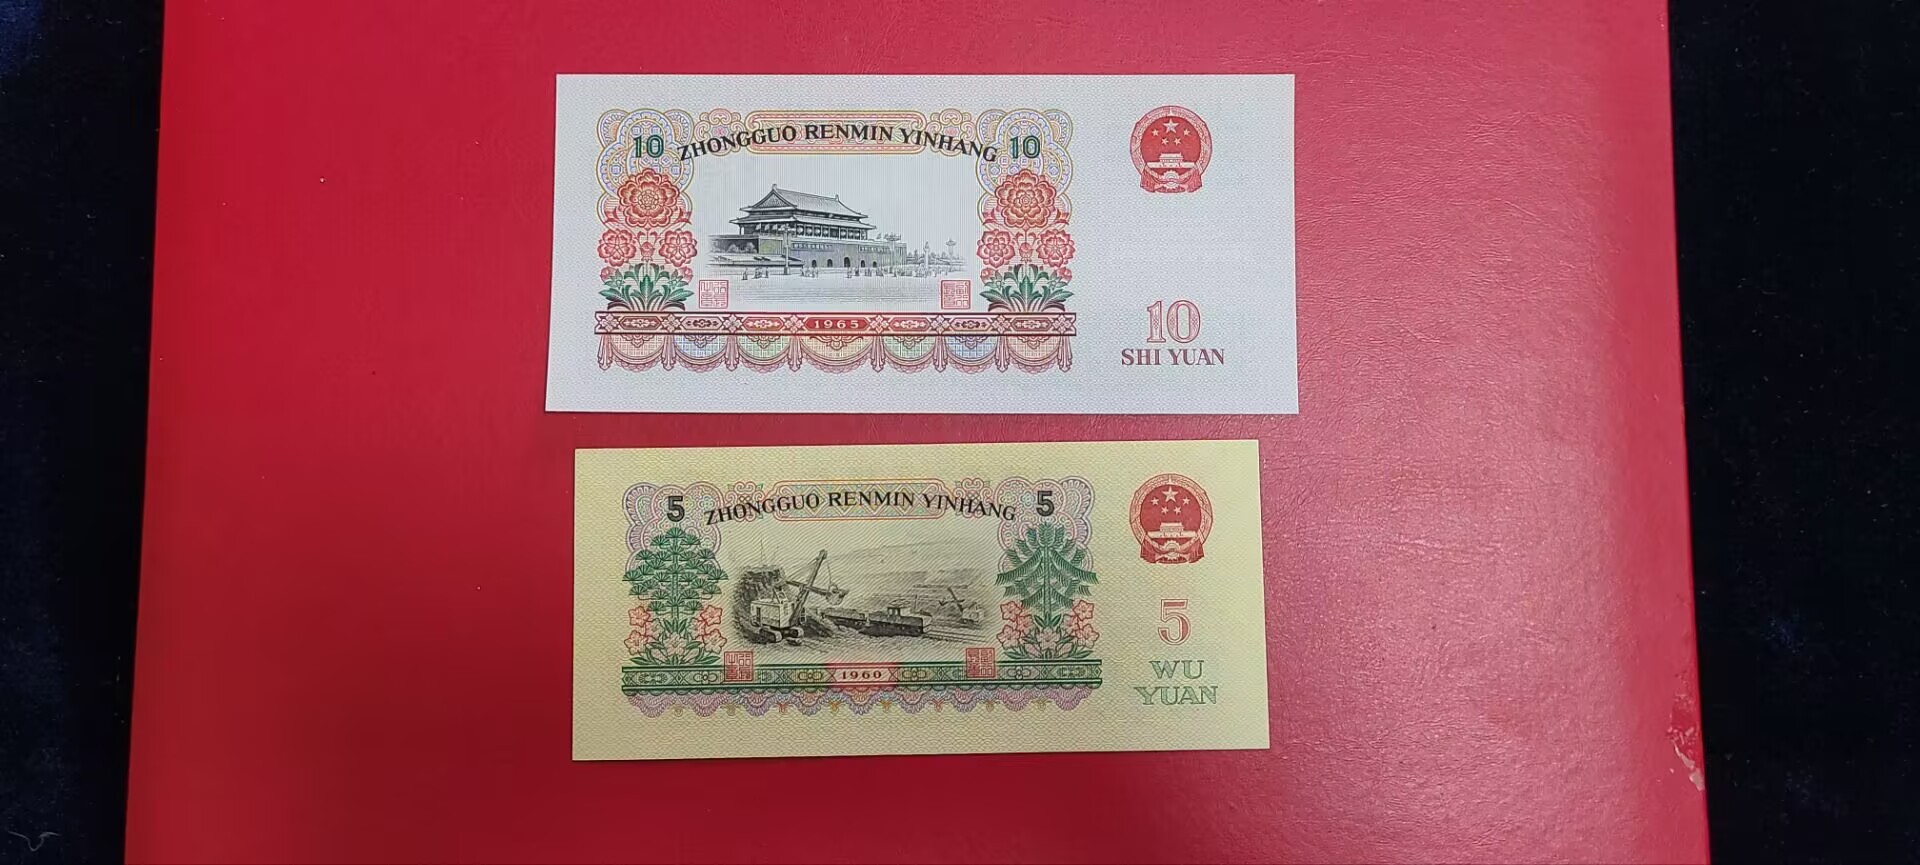 10 ZHONGGUO RENMIN YINHANG 10
1965
10
SHI YUAN
5 ZHONGGUO RENMIN YINHANG 5
1960
5
WU
YUAN